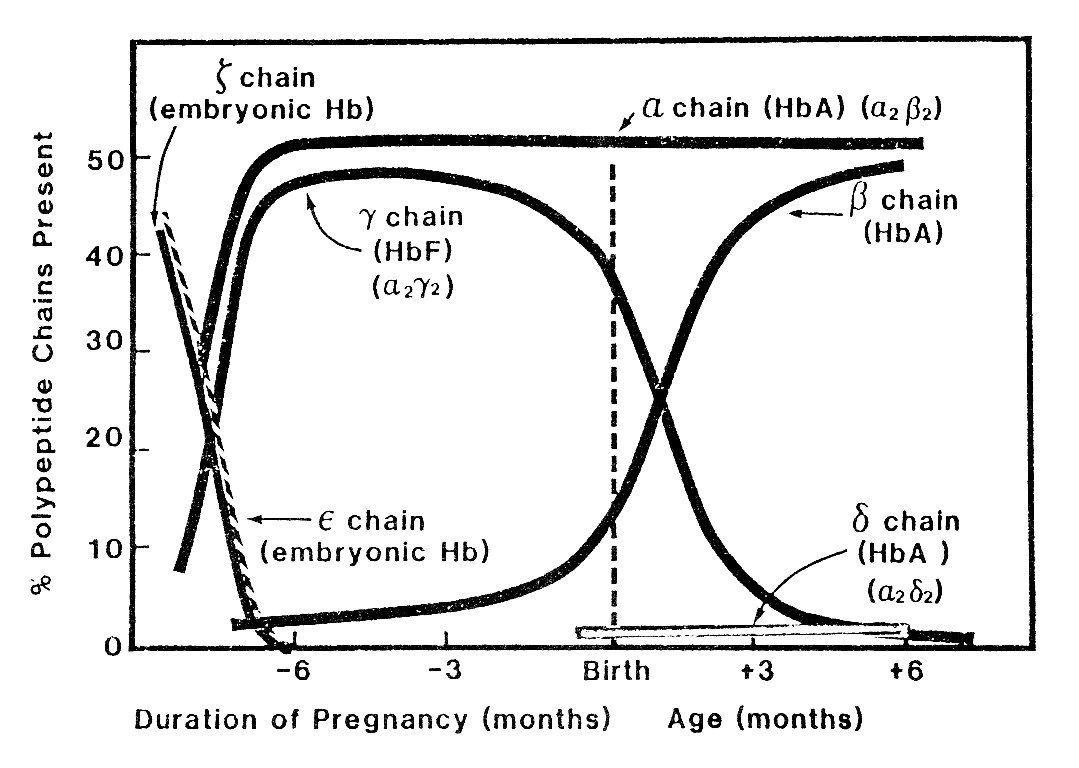 ζ chain
(embryonic Hb)
α chain (HbA) (α₂β₂)
% Polypeptide Chains Present
50
40
30
20
10
0
γ chain
(HbF)
(α₂γ₂)
β chain
(HbA)
ϵ chain
(embryonic Hb)
δ chain
(HbA )
(α₂δ₂)
−6 −3 Birth +3 +6
Duration of Pregnancy (months) Age (months)